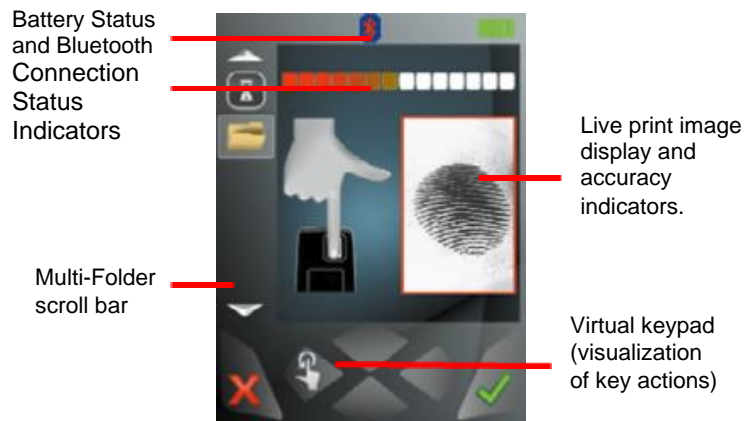 Battery Status
and Bluetooth
Connection
Status
Indicators
Live print image
display and
accuracy
indicators.
Multi-Folder
scroll bar
Virtual keypad
(visualization
of key actions)